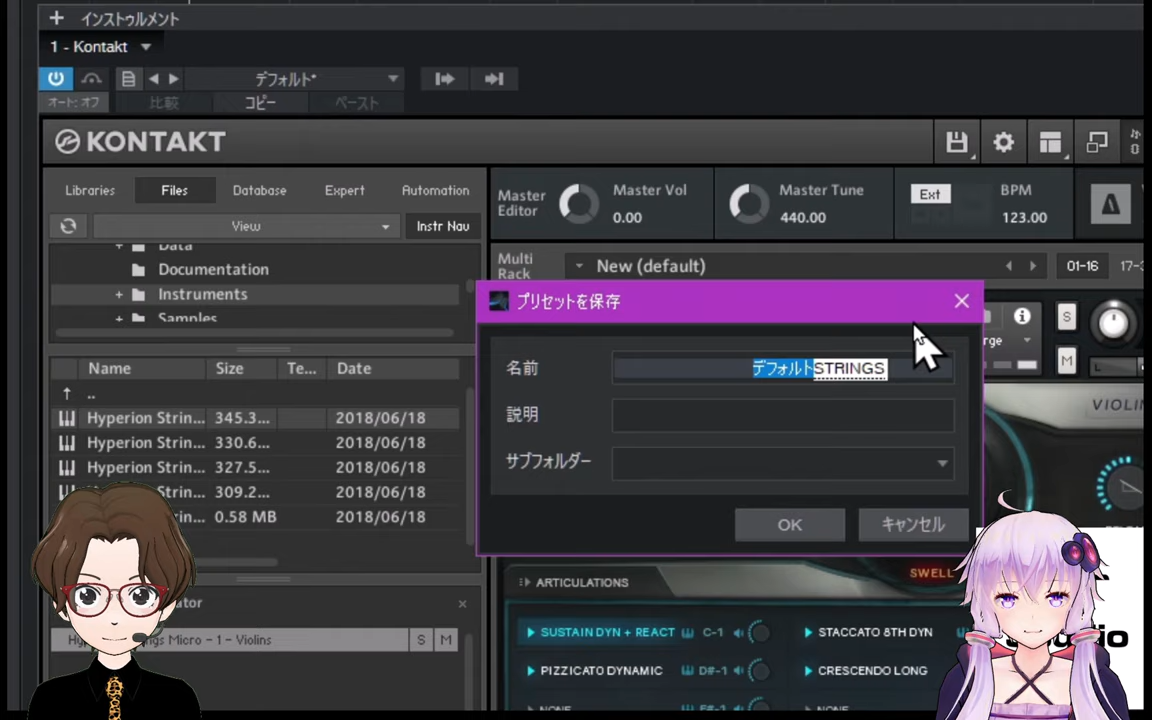 + インストゥルメント
1 - Kontakt
デフォルト*
オート: オフ 比較 コピー ペースト
KONTAKT
Libraries Files Database Expert Automation
View Instr Nav
Master Editor
Master Vol
0.00
Master Tune
440.00
Ext
BPM
123.00
Data
Documentation
Instruments
Samples
Multi Rack
New (default)
01-16
プリセットを保存
名前 デフォルトSTRINGS
説明
サブフォルダー
OK キャンセル
S
M
Name Size Te... Date
..
Hyperion Strin... 345.3... 2018/06/18
Hyperion Strin... 330.6... 2018/06/18
Hyperion Strin... 327.5... 2018/06/18
309.2... 2018/06/18
0.58 MB 2018/06/18
Micro - 1 - Violins S M
ARTICULATIONS
SWELL
SUSTAIN DYN + REACT C-1
STACCATO 8TH DYN
PIZZICATO DYNAMIC D#-1
CRESCENDO LONG
NONE
NONE